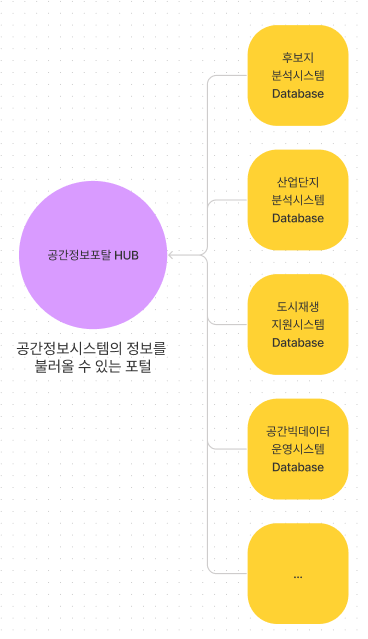 후보지
분석시스템
Database
산업단지
분석시스템
Database
공간정보포탈 HUB
도시재생
지원시스템
Database
공간정보시스템의 정보를
불러올 수 있는 포털
공간빅데이터
운영시스템
Database
...